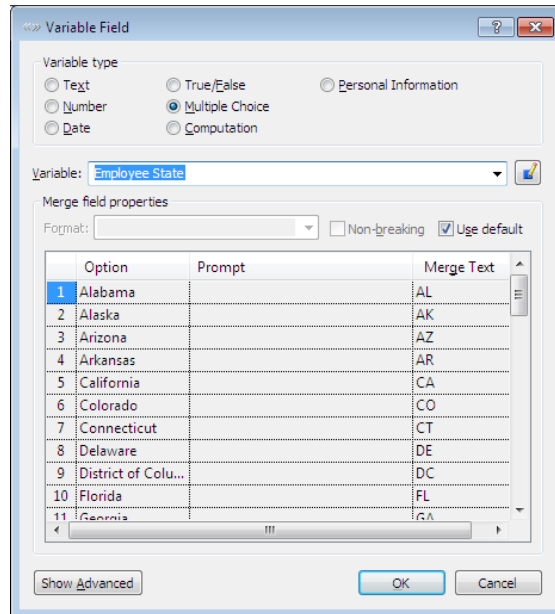 Variable Field
Variable type
Text True/False Personal Information
Number Multiple Choice
Date Computation
Variable: Employee State
Merge field properties
Format: Non-breaking Use default
Option Prompt Merge Text
1 Alabama AL
2 Alaska AK
3 Arizona AZ
4 Arkansas AR
5 California CA
6 Colorado CO
7 Connecticut CT
8 Delaware DE
9 District of Colu... DC
10 Florida FL
11 Georgia GA
Show Advanced OK Cancel